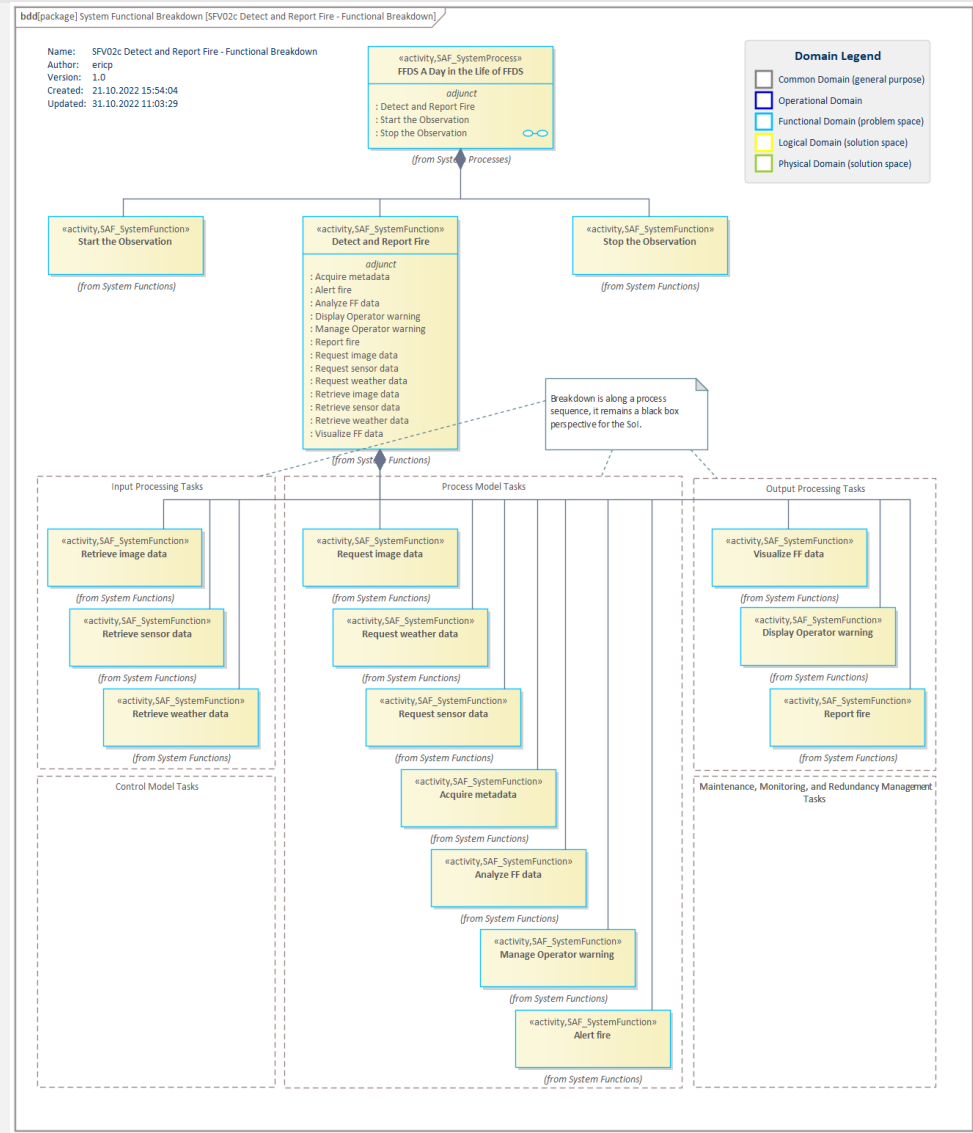 bdd[package] System Functional Breakdown [SFV02c Detect and Report Fire - Functional Breakdown]
Name: SFV02c Detect and Report Fire - Functional Breakdown
Author: ericp
Version: 1.0
Created: 21.10.2022 15:54:04
Updated: 31.10.2022 11:03:29
«activity,SAF_SystemProcess»
FFDS A Day in the Life of FFDS
adjunct
: Detect and Report Fire
: Start the Observation
: Stop the Observation
(from System Processes)
Domain Legend
Common Domain (general purpose)
Operational Domain
Functional Domain (problem space)
Logical Domain (solution space)
Physical Domain (solution space)
«activity,SAF_SystemFunction»
Start the Observation
(from System Functions)
«activity,SAF_SystemFunction»
Detect and Report Fire
adjunct
: Acquire metadata
: Alert fire
: Analyze FF data
: Display Operator warning
: Manage Operator warning
: Report fire
: Request image data
: Request sensor data
: Request weather data
: Retrieve image data
: Retrieve sensor data
: Retrieve weather data
: Visualize FF data
(from System Functions)
«activity,SAF_SystemFunction»
Stop the Observation
(from System Functions)
Breakdown is along a process
sequence, it remains a black box
perspective for the SoI.
Input Processing Tasks
«activity,SAF_SystemFunction»
Retrieve image data
(from System Functions)
«activity,SAF_SystemFunction»
Retrieve sensor data
(from System Functions)
«activity,SAF_SystemFunction»
Retrieve weather data
(from System Functions)
Process Model Tasks
«activity,SAF_SystemFunction»
Request image data
(from System Functions)
«activity,SAF_SystemFunction»
Request weather data
(from System Functions)
«activity,SAF_SystemFunction»
Request sensor data
(from System Functions)
«activity,SAF_SystemFunction»
Acquire metadata
(from System Functions)
«activity,SAF_SystemFunction»
Analyze FF data
(from System Functions)
«activity,SAF_SystemFunction»
Manage Operator warning
(from System Functions)
«activity,SAF_SystemFunction»
Alert fire
(from System Functions)
Output Processing Tasks
«activity,SAF_SystemFunction»
Visualize FF data
(from System Functions)
«activity,SAF_SystemFunction»
Display Operator warning
(from System Functions)
«activity,SAF_SystemFunction»
Report fire
(from System Functions)
Control Model Tasks
Maintenance, Monitoring, and Redundancy Management
Tasks